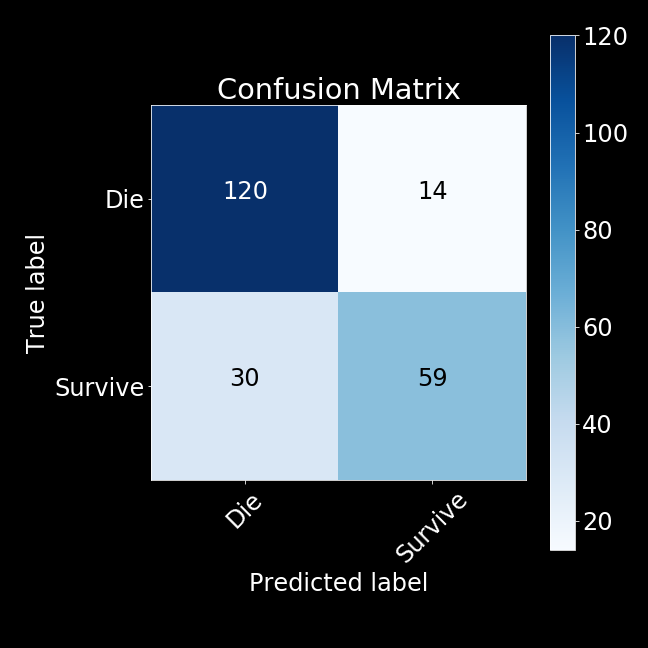 Confusion Matrix
True label
Die
Survive
120 14
30 59
Die Survive
Predicted label
120
100
80
60
40
20